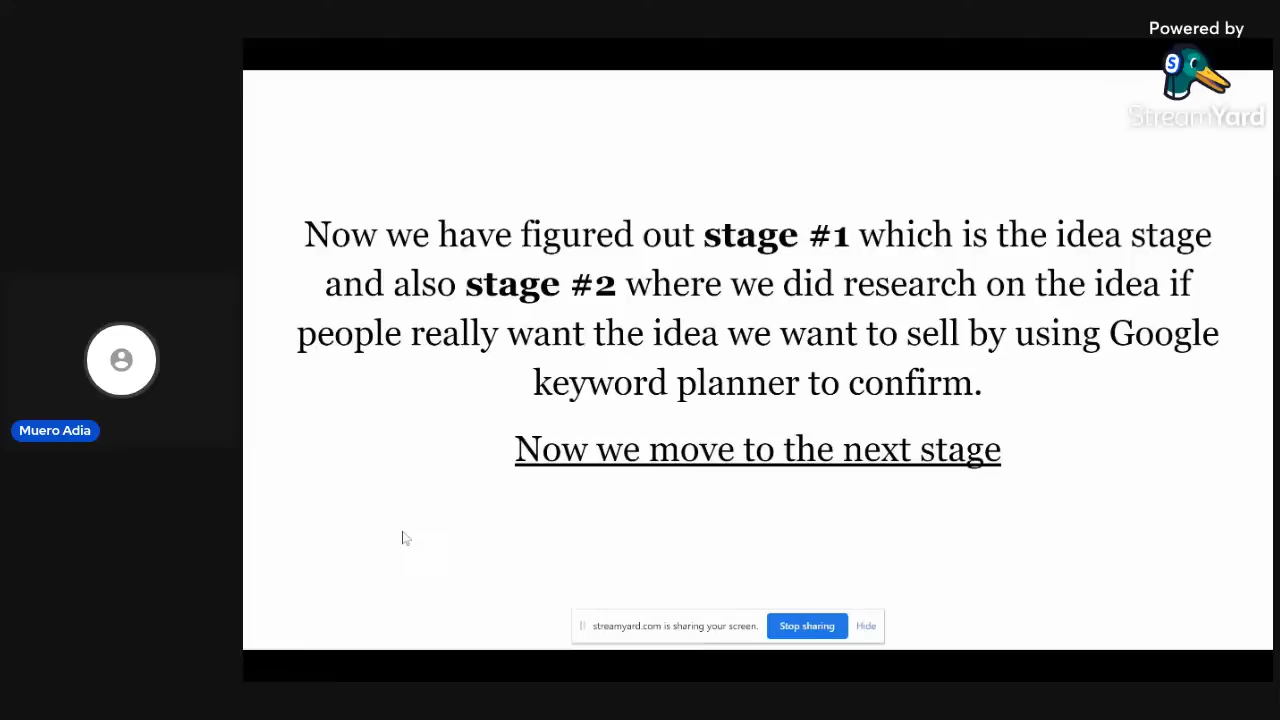 Powered by
S
StreamYard
Now we have figured out stage #1 which is the idea stage
and also stage #2 where we did research on the idea if
people really want the idea we want to sell by using Google
keyword planner to confirm.
Now we move to the next stage
Muero Adia
streamyard.com is sharing your screen. Stop sharing Hide